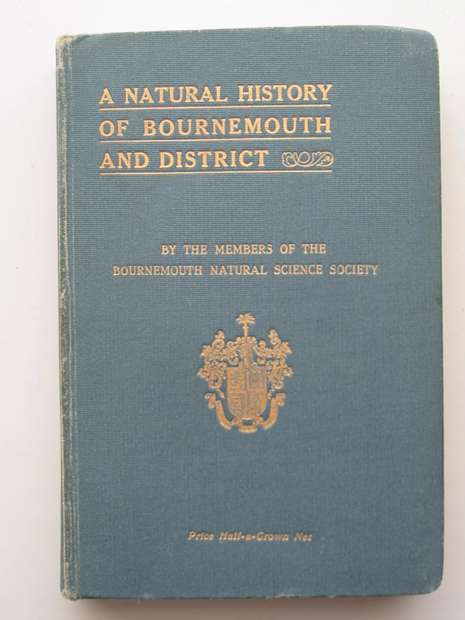 A NATURAL HISTORY
OF BOURNEMOUTH
AND DISTRICT
BY THE MEMBERS OF THE
BOURNEMOUTH NATURAL SCIENCE SOCIETY
Price Half-a-Crown Net